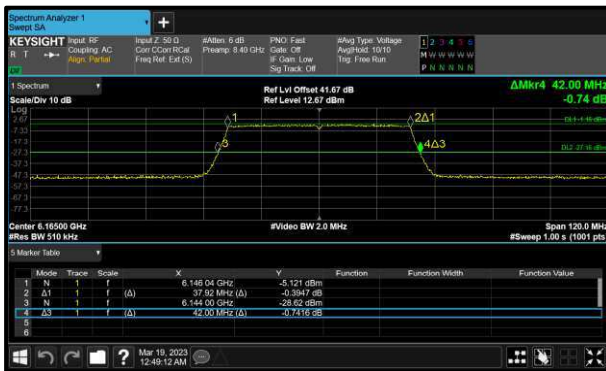 Spectrum Analyzer 1
Swept SA
KEYSIGHT Input: RF Input Z: 50 Ω #Atten: 6 dB PNO: Fast #Avg Type: Voltage 1 2 3 4 5 6
R T Coupling: AC Corr CCorr RCal Preamp: 8.40 GHz Gate: Off Avg|Hold: 10/10 M W W W W W
Align: Partial Freq Ref: Ext (S) IF Gain: Low Trig: Free Run
Sig Track: Off P N N N N N
1 Spectrum Ref Lvl Offset 41.67 dB ΔMkr4 42.00 MHz
Scale/Div 10 dB Ref Level 12.67 dBm -0.74 dB
Log
2.67 1 2Δ1
-7.33
-17.3 3 4Δ3
-27.3
-37.3
-47.3
-57.3
-67.3
-77.3
Center 6.16500 GHz #Video BW 2.0 MHz Span 120.0 MHz
#Res BW 510 kHz #Sweep 1.00 s (1001 pts
5 Marker Table
Mode Trace Scale X Y Function Function Width Function Value
1 N 1 f 6.146 04 GHz -5.121 dBm
2 Δ1 1 f (Δ) 37.92 MHz (Δ) -0.3947 dB
3 N 1 f 6.144 00 GHz -28.62 dBm
4 Δ3 1 f (Δ) 42.00 MHz (Δ) -0.7416 dB
5
6
? Mar 19, 2023
12:49:12 AM